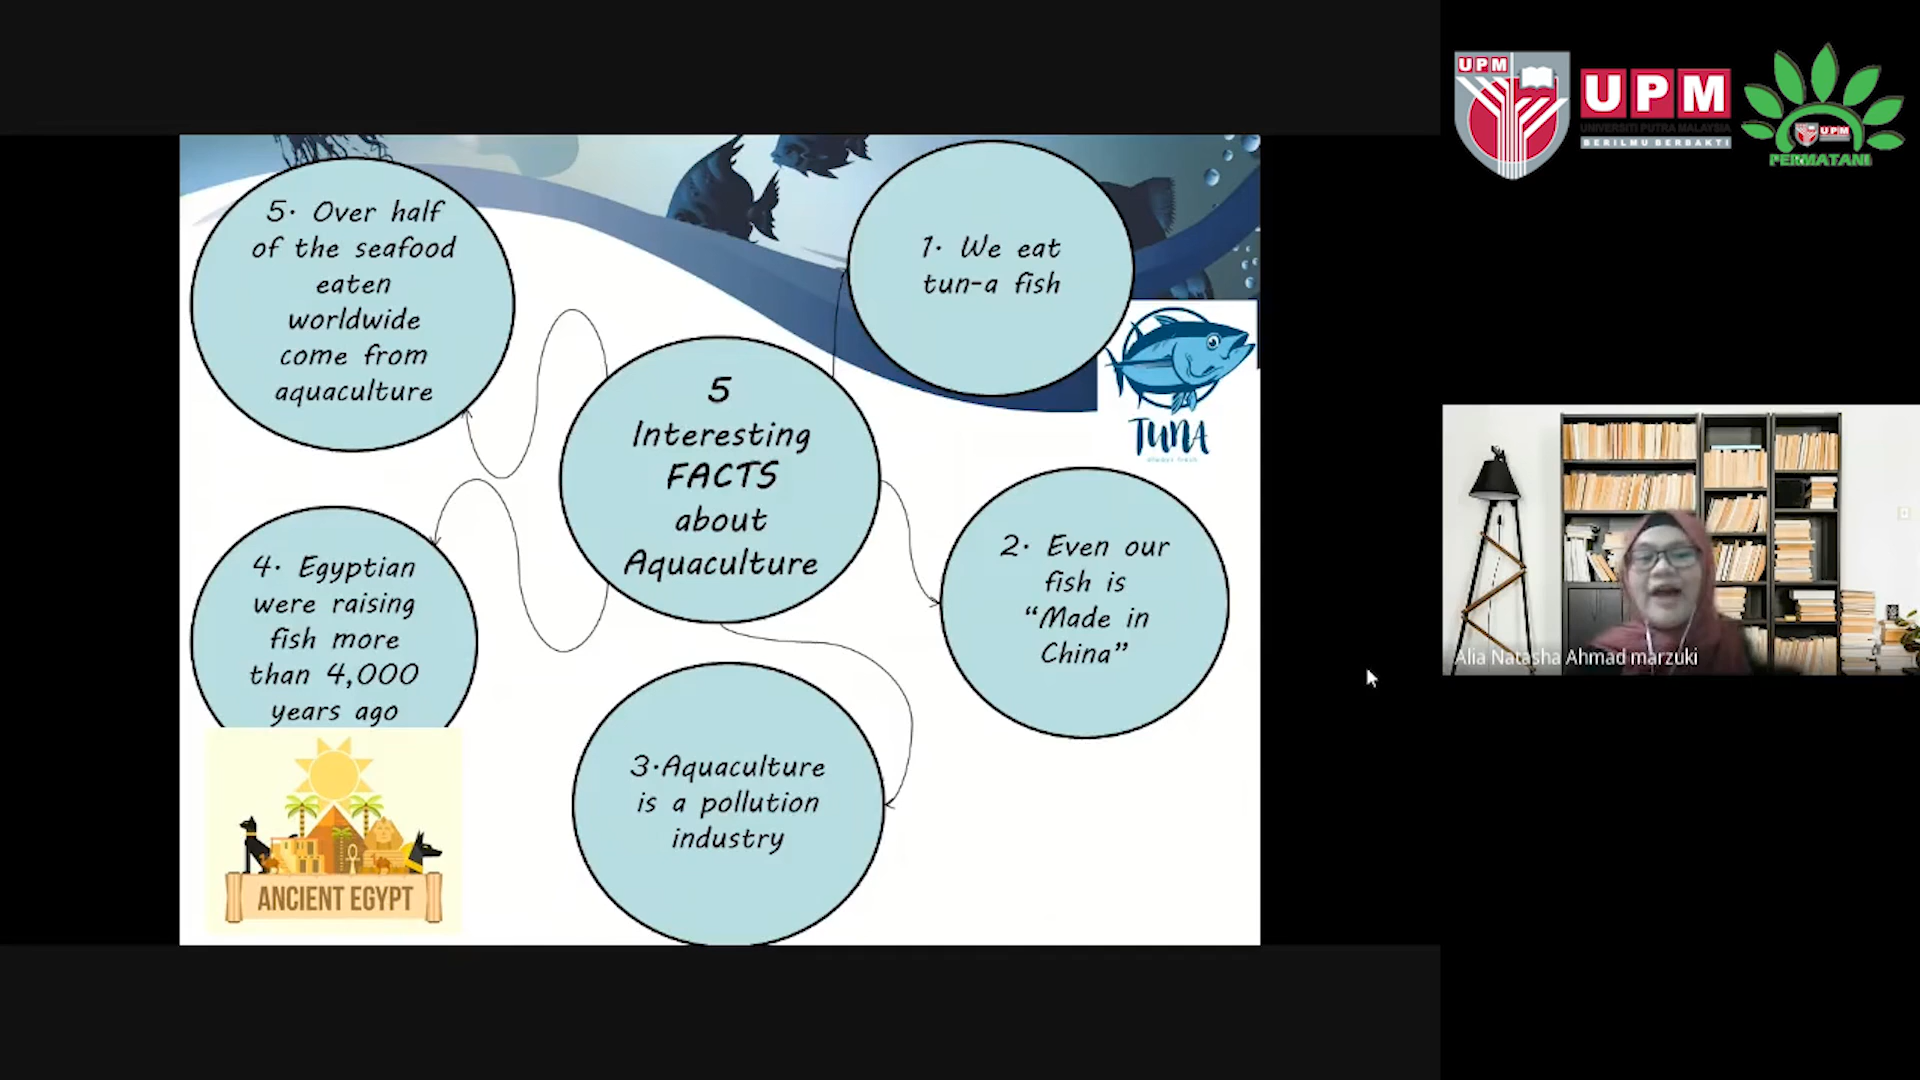 5
Interesting
FACTS
about
Aquaculture
1. We eat
tun-a fish
TUNA
2. Even our
fish is
“Made in
China”
3.Aquaculture
is a pollution
industry
4. Egyptian
were raising
fish more
than 4,000
years ago
ANCIENT EGYPT
5. Over half
of the seafood
eaten
worldwide
come from
aquaculture
UPM
UPM
UNIVERSITI PUTRA MALAYSIA
BERILMU BERBAKTI
UPM
PERMATANI
Alia Natasha Ahmad marzuki